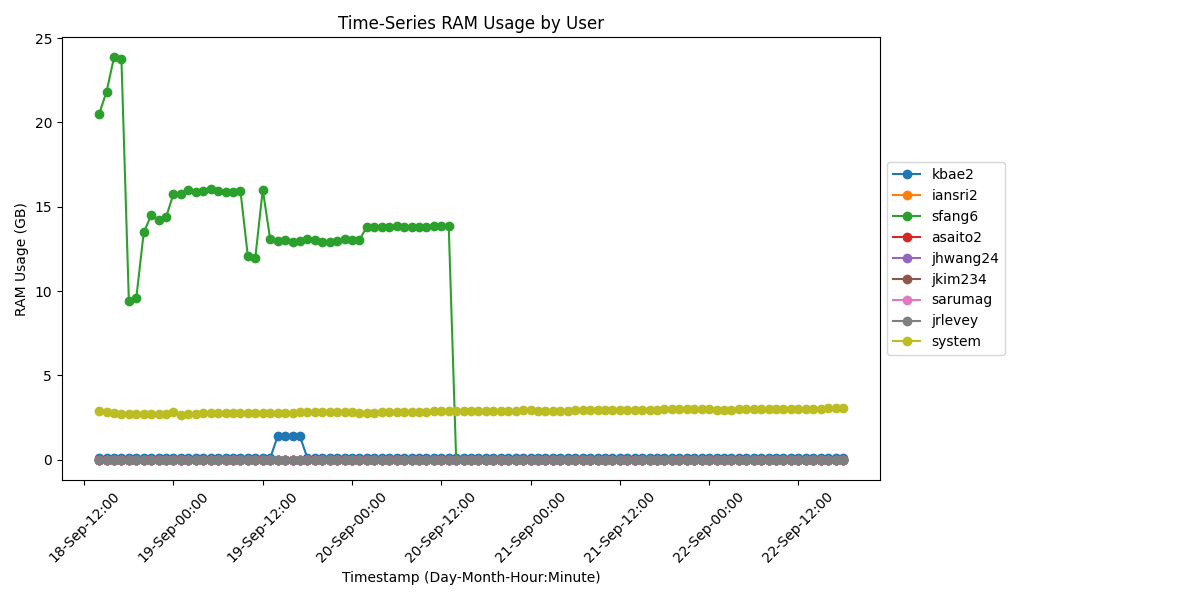 Time-Series RAM Usage by User
25
20
15
10
5
0
RAM Usage (GB)
18-Sep-12:00
19-Sep-00:00
19-Sep-12:00
20-Sep-00:00
20-Sep-12:00
21-Sep-00:00
21-Sep-12:00
22-Sep-00:00
22-Sep-12:00
Timestamp (Day-Month-Hour:Minute)
kbae2
iansri2
sfang6
asaito2
jhwang24
jkim234
sarumag
jrlevey
system